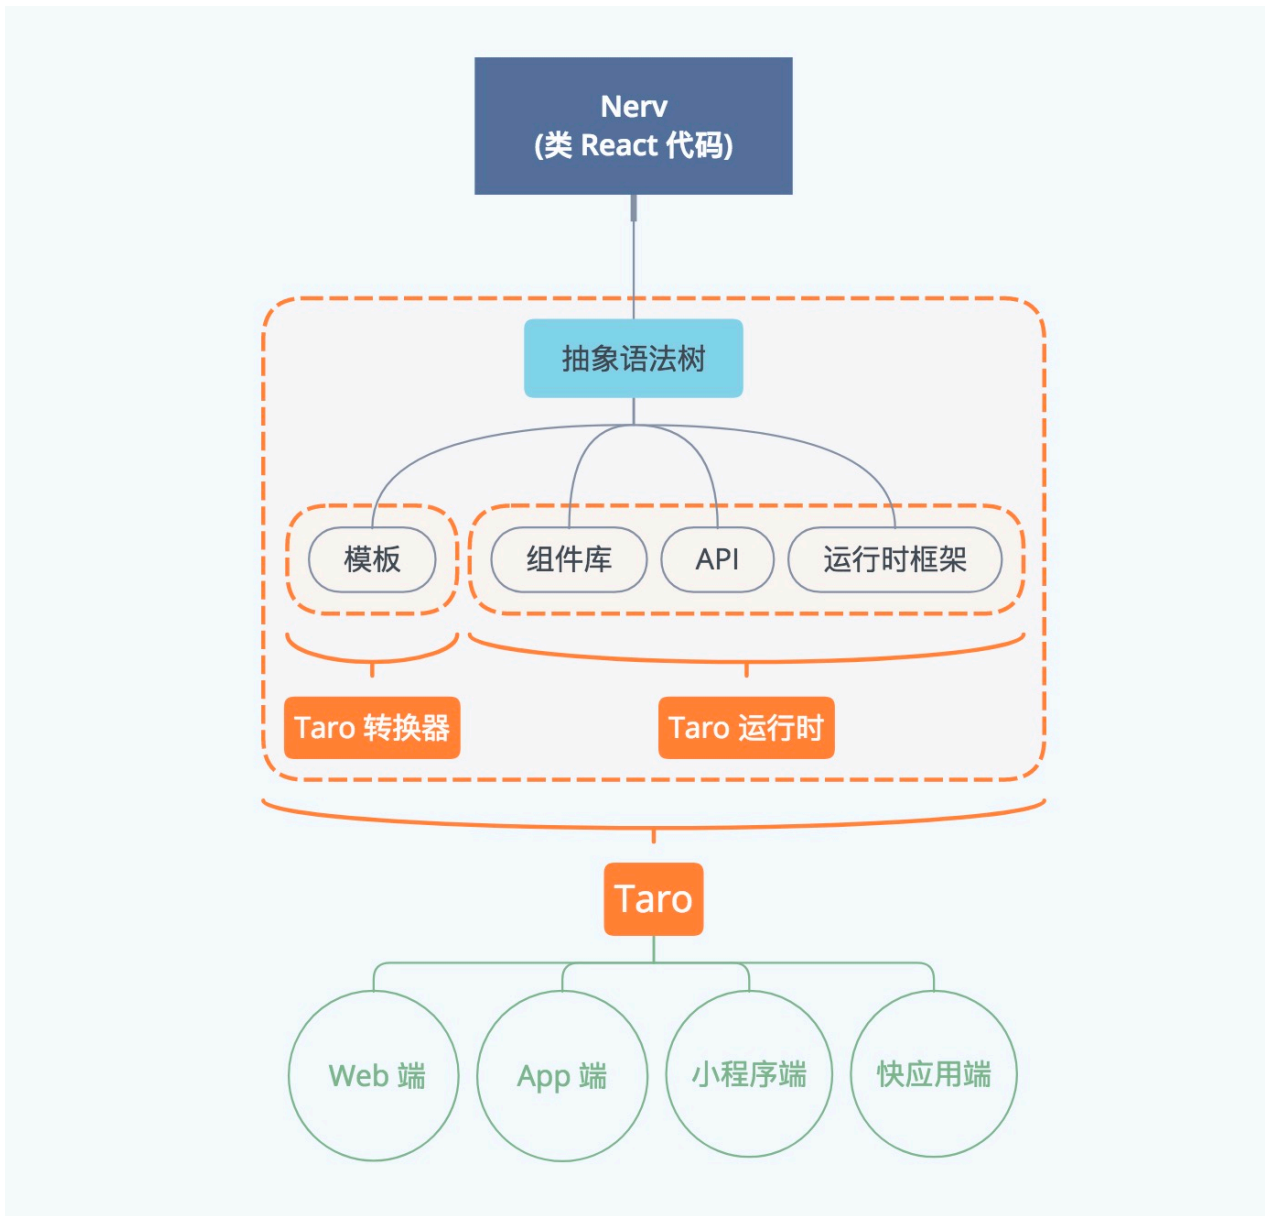 Nerv
(类 React 代码)
抽象语法树
模板
组件库
API
运行时框架
Taro 转换器
Taro 运行时
Taro
Web 端
App 端
小程序端
快应用端